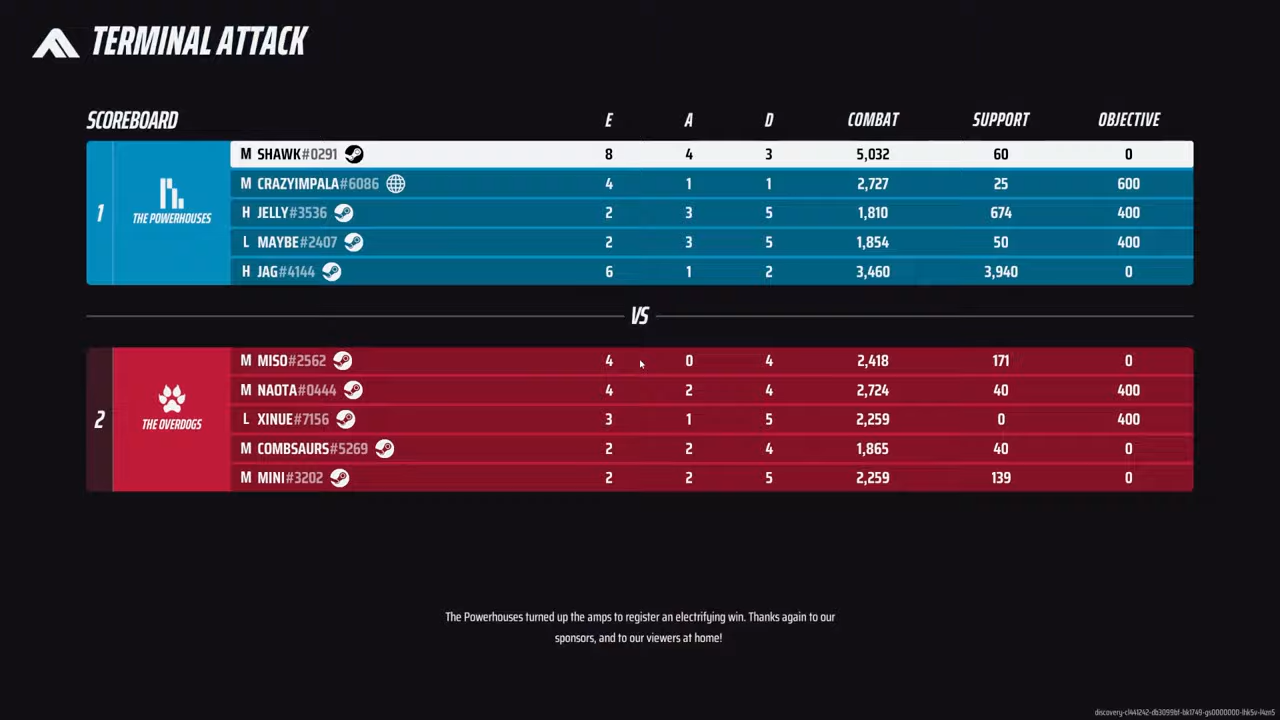 TERMINAL ATTACK
SCOREBOARD E A D COMBAT SUPPORT OBJECTIVE
1 THE POWERHOUSES
M SHAWK#0291 8 4 3 5,032 60 0
M CRAZYIMPALA#6086 4 1 1 2,727 25 600
H JELLY#3536 2 3 5 1,810 674 400
L MAYBE#2407 2 3 5 1,854 50 400
H JAG#4144 6 1 2 3,460 3,940 0
VS
2 THE OVERDOGS
M MISO#2562 4 0 4 2,418 171 0
M NAOTA#0444 4 2 4 2,724 40 400
L XINUE#7156 3 1 5 2,259 0 400
M COMBSAURS#5269 2 2 4 1,865 40 0
M MINI#3202 2 2 5 2,259 139 0
The Powerhouses turned up the amps to register an electrifying win. Thanks again to our
sponsors, and to our viewers at home!